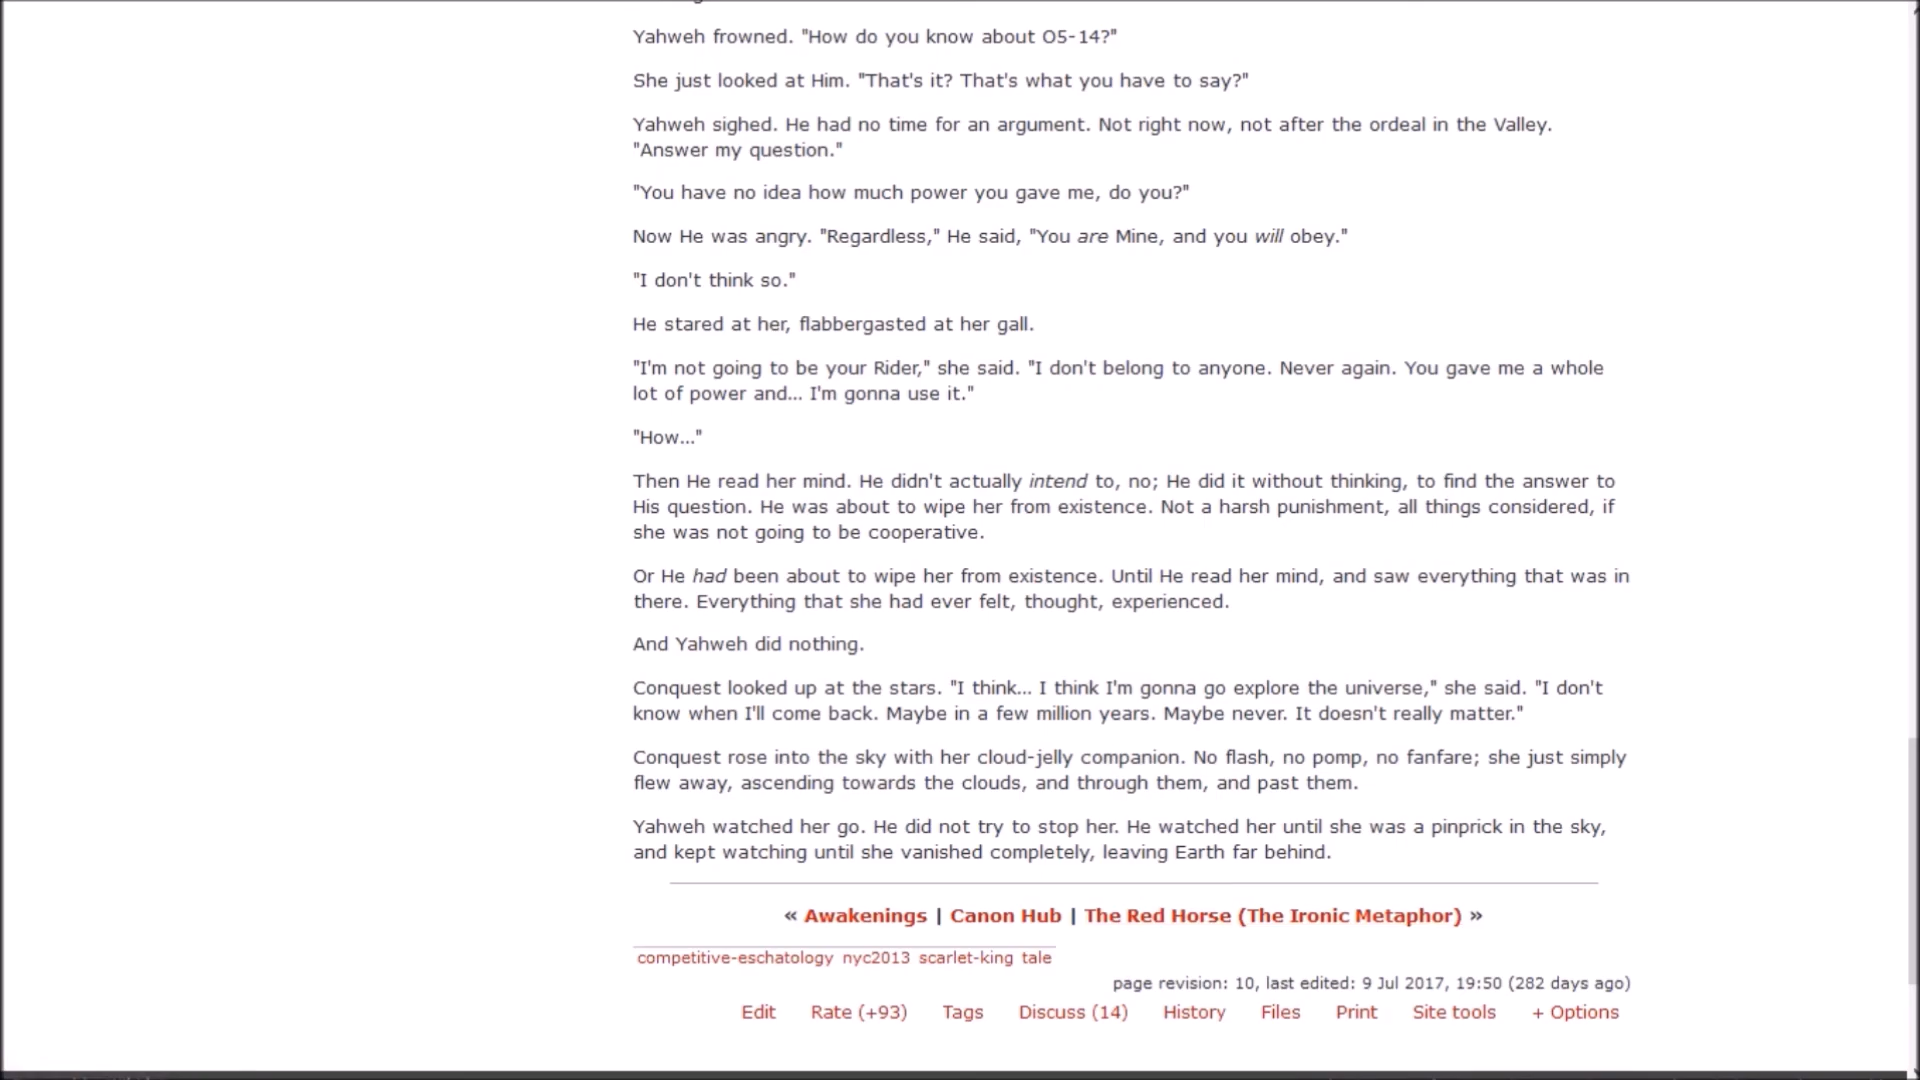 Yahweh frowned. "How do you know about O5-14?"
She just looked at Him. "That's it? That's what you have to say?"
Yahweh sighed. He had no time for an argument. Not right now, not after the ordeal in the Valley.
"Answer my question."
"You have no idea how much power you gave me, do you?"
Now He was angry. "Regardless," He said, "You are Mine, and you will obey."
"I don't think so."
He stared at her, flabbergasted at her gall.
"I'm not going to be your Rider," she said. "I don't belong to anyone. Never again. You gave me a whole
lot of power and... I'm gonna use it."
"How..."
Then He read her mind. He didn't actually intend to, no; He did it without thinking, to find the answer to
His question. He was about to wipe her from existence. Not a harsh punishment, all things considered, if
she was not going to be cooperative.
Or He had been about to wipe her from existence. Until He read her mind, and saw everything that was in
there. Everything that she had ever felt, thought, experienced.
And Yahweh did nothing.
Conquest looked up at the stars. "I think... I think I'm gonna go explore the universe," she said. "I don't
know when I'll come back. Maybe in a few million years. Maybe never. It doesn't really matter."
Conquest rose into the sky with her cloud-jelly companion. No flash, no pomp, no fanfare; she just simply
flew away, ascending towards the clouds, and through them, and past them.
Yahweh watched her go. He did not try to stop her. He watched her until she was a pinprick in the sky,
and kept watching until she vanished completely, leaving Earth far behind.
« Awakenings | Canon Hub | The Red Horse (The Ironic Metaphor) »
competitive-eschatology nyc2013 scarlet-king tale
page revision: 10, last edited: 9 Jul 2017, 19:50 (282 days ago)
Edit Rate (+93) Tags Discuss (14) History Files Print Site tools + Options